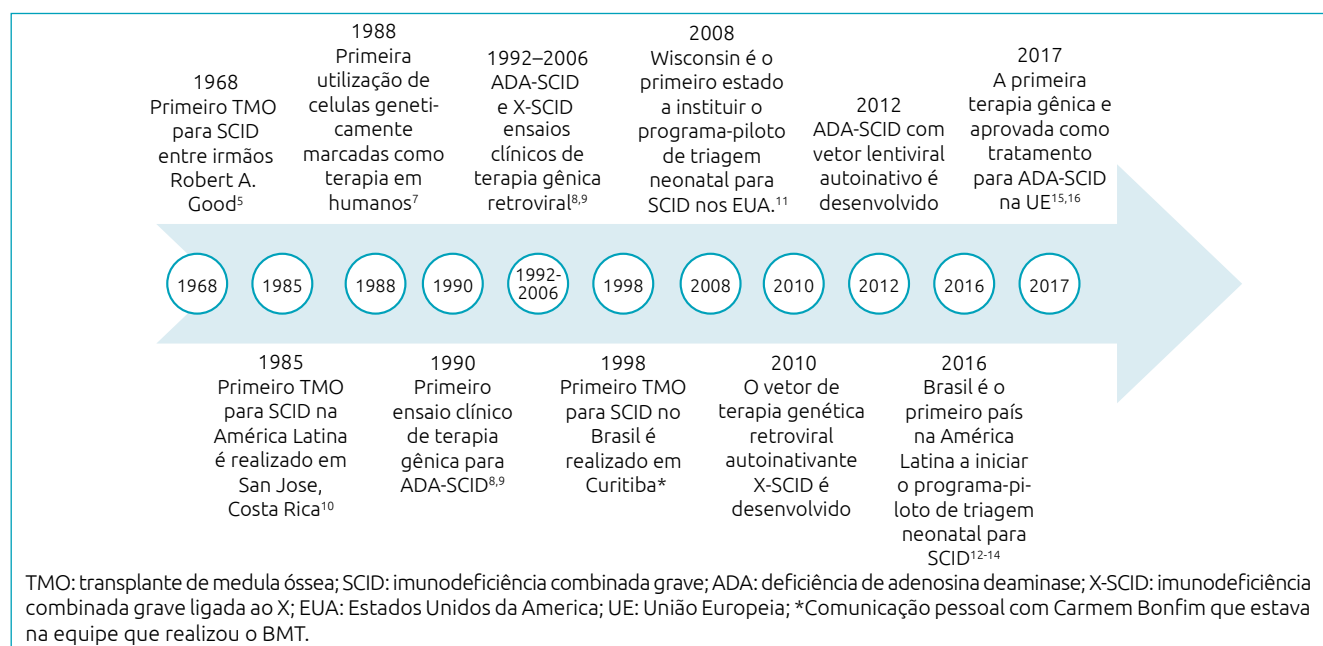 1968
Primeiro TMO
para SCID
entre irmãos
Robert A.
Good⁵
1988
Primeira
utilização de
celulas geneti-
camente
marcadas como
terapia em
humanos⁷
1992–2006
ADA-SCID
e X-SCID
ensaios
clínicos de
terapia gênica
retroviral⁸,⁹
2008
Wisconsin é o
primeiro estado
a instituir o
programa-piloto
de triagem
neonatal para
SCID nos EUA.¹¹
2012
ADA-SCID com
vetor lentiviral
autoinativo é
desenvolvido
2017
A primeira
terapia gênica e
aprovada como
tratamento
para ADA-SCID
na UE¹⁵,¹⁶
1968
1985
1988
1990
1992-
2006
1998
2008
2010
2012
2016
2017
1985
Primeiro TMO
para SCID na
América Latina
é realizado em
San Jose,
Costa Rica¹⁰
1990
Primeiro
ensaio clínico
de terapia
gênica para
ADA-SCID⁸,⁹
1998
Primeiro TMO
para SCID no
Brasil é
realizado em
Curitiba*
2010
O vetor de
terapia genética
retroviral
autoinativante
X-SCID é
desenvolvido
2016
Brasil é o
primeiro país
na América
Latina a iniciar
o programa-pi-
loto de triagem
neonatal para
SCID¹²-¹⁴
TMO: transplante de medula óssea; SCID: imunodeficiência combinada grave; ADA: deficiência de adenosina deaminase; X-SCID: imunodeficiência
combinada grave ligada ao X; EUA: Estados Unidos da America; UE: União Europeia; *Comunicação pessoal com Carmem Bonfim que estava
na equipe que realizou o BMT.